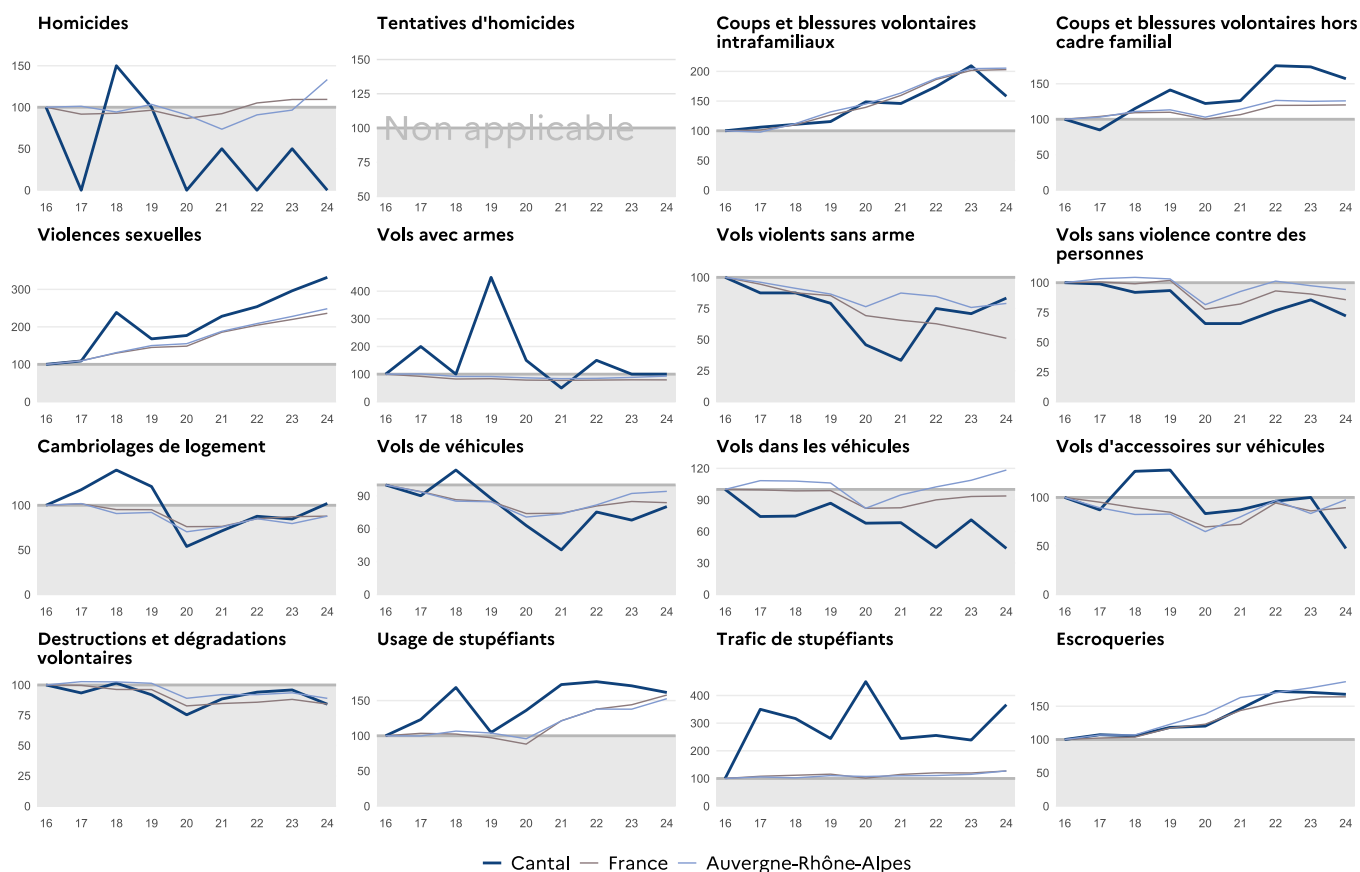 Homicides
150
100
50
0
16 17 18 19 20 21 22 23 24
Tentatives d'homicides
150
125
100
75
50
Non applicable
16 17 18 19 20 21 22 23 24
Coups et blessures volontaires
intrafamiliaux
200
150
100
50
0
16 17 18 19 20 21 22 23 24
Coups et blessures volontaires hors
cadre familial
150
100
50
0
16 17 18 19 20 21 22 23 24
Violences sexuelles
300
200
100
0
16 17 18 19 20 21 22 23 24
Vols avec armes
400
300
200
100
0
16 17 18 19 20 21 22 23 24
Vols violents sans arme
100
75
50
25
0
16 17 18 19 20 21 22 23 24
Vols sans violence contre des
personnes
100
75
50
25
0
16 17 18 19 20 21 22 23 24
Cambriolages de logement
100
50
0
16 17 18 19 20 21 22 23 24
Vols de véhicules
90
60
30
0
16 17 18 19 20 21 22 23 24
Vols dans les véhicules
120
90
60
30
0
16 17 18 19 20 21 22 23 24
Vols d'accessoires sur véhicules
100
50
0
16 17 18 19 20 21 22 23 24
Destructions et dégradations
volontaires
100
75
50
25
0
16 17 18 19 20 21 22 23 24
Usage de stupéfiants
150
100
50
0
16 17 18 19 20 21 22 23 24
Trafic de stupéfiants
400
300
200
100
0
16 17 18 19 20 21 22 23 24
Escroqueries
150
100
50
0
16 17 18 19 20 21 22 23 24
Cantal France Auvergne-Rhône-Alpes